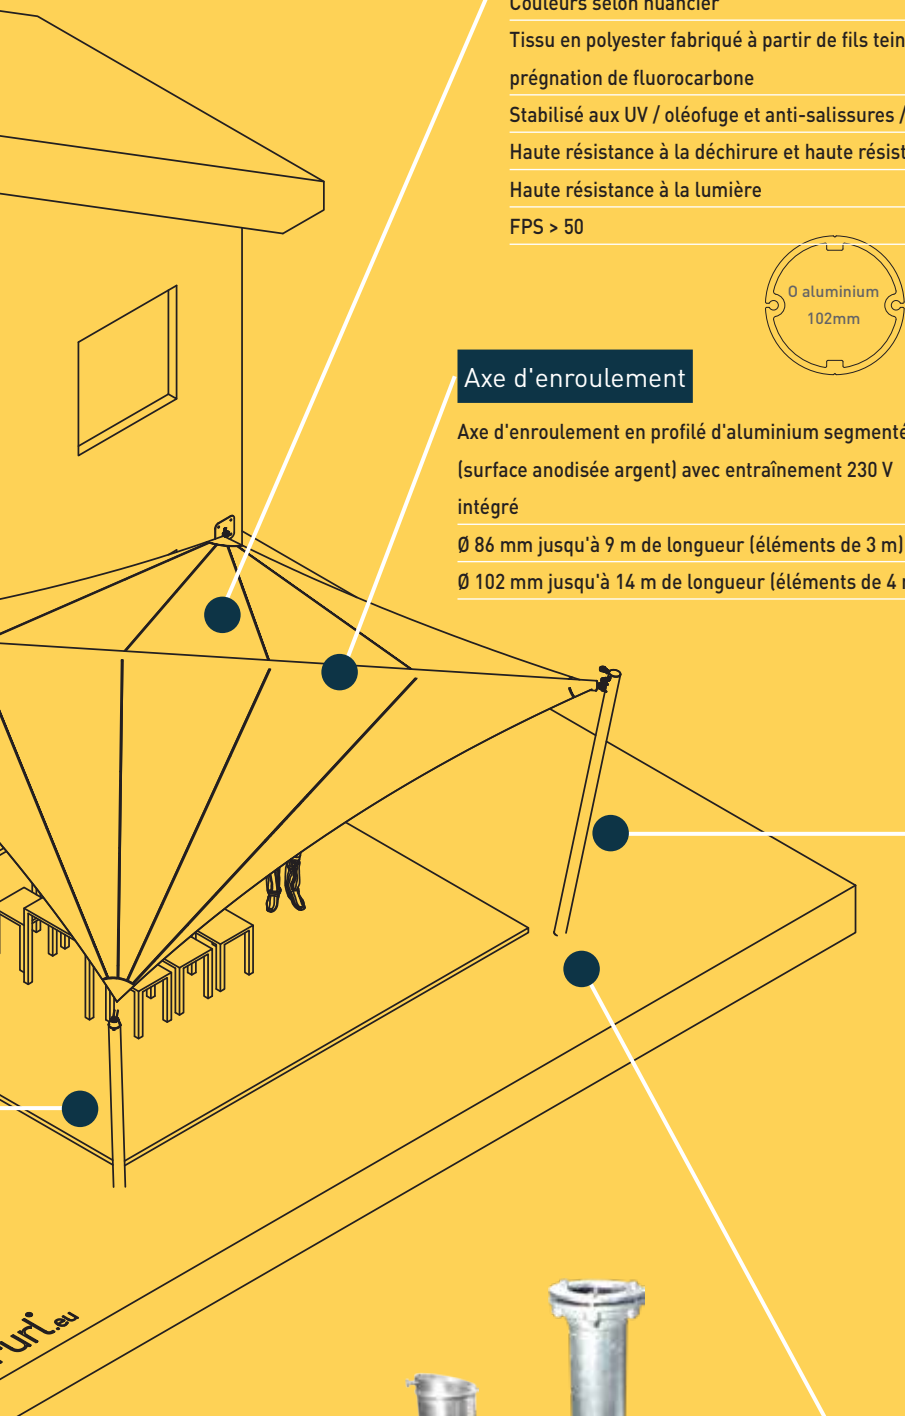 Couleurs selon nuancier
Tissu en polyester fabriqué à partir de fils tein
prégnation de fluorocarbone
Stabilisé aux UV / oléofuge et anti-salissures /
Haute résistance à la déchirure et haute résist
Haute résistance à la lumière
FPS > 50
O aluminium
102mm
Axe d'enroulement
Axe d'enroulement en profilé d'aluminium segmenté
(surface anodisée argent) avec entraînement 230 V
intégré
Ø 86 mm jusqu'à 9 m de longueur (éléments de 3 m)
Ø 102 mm jusqu'à 14 m de longueur (éléments de 4
url.eu